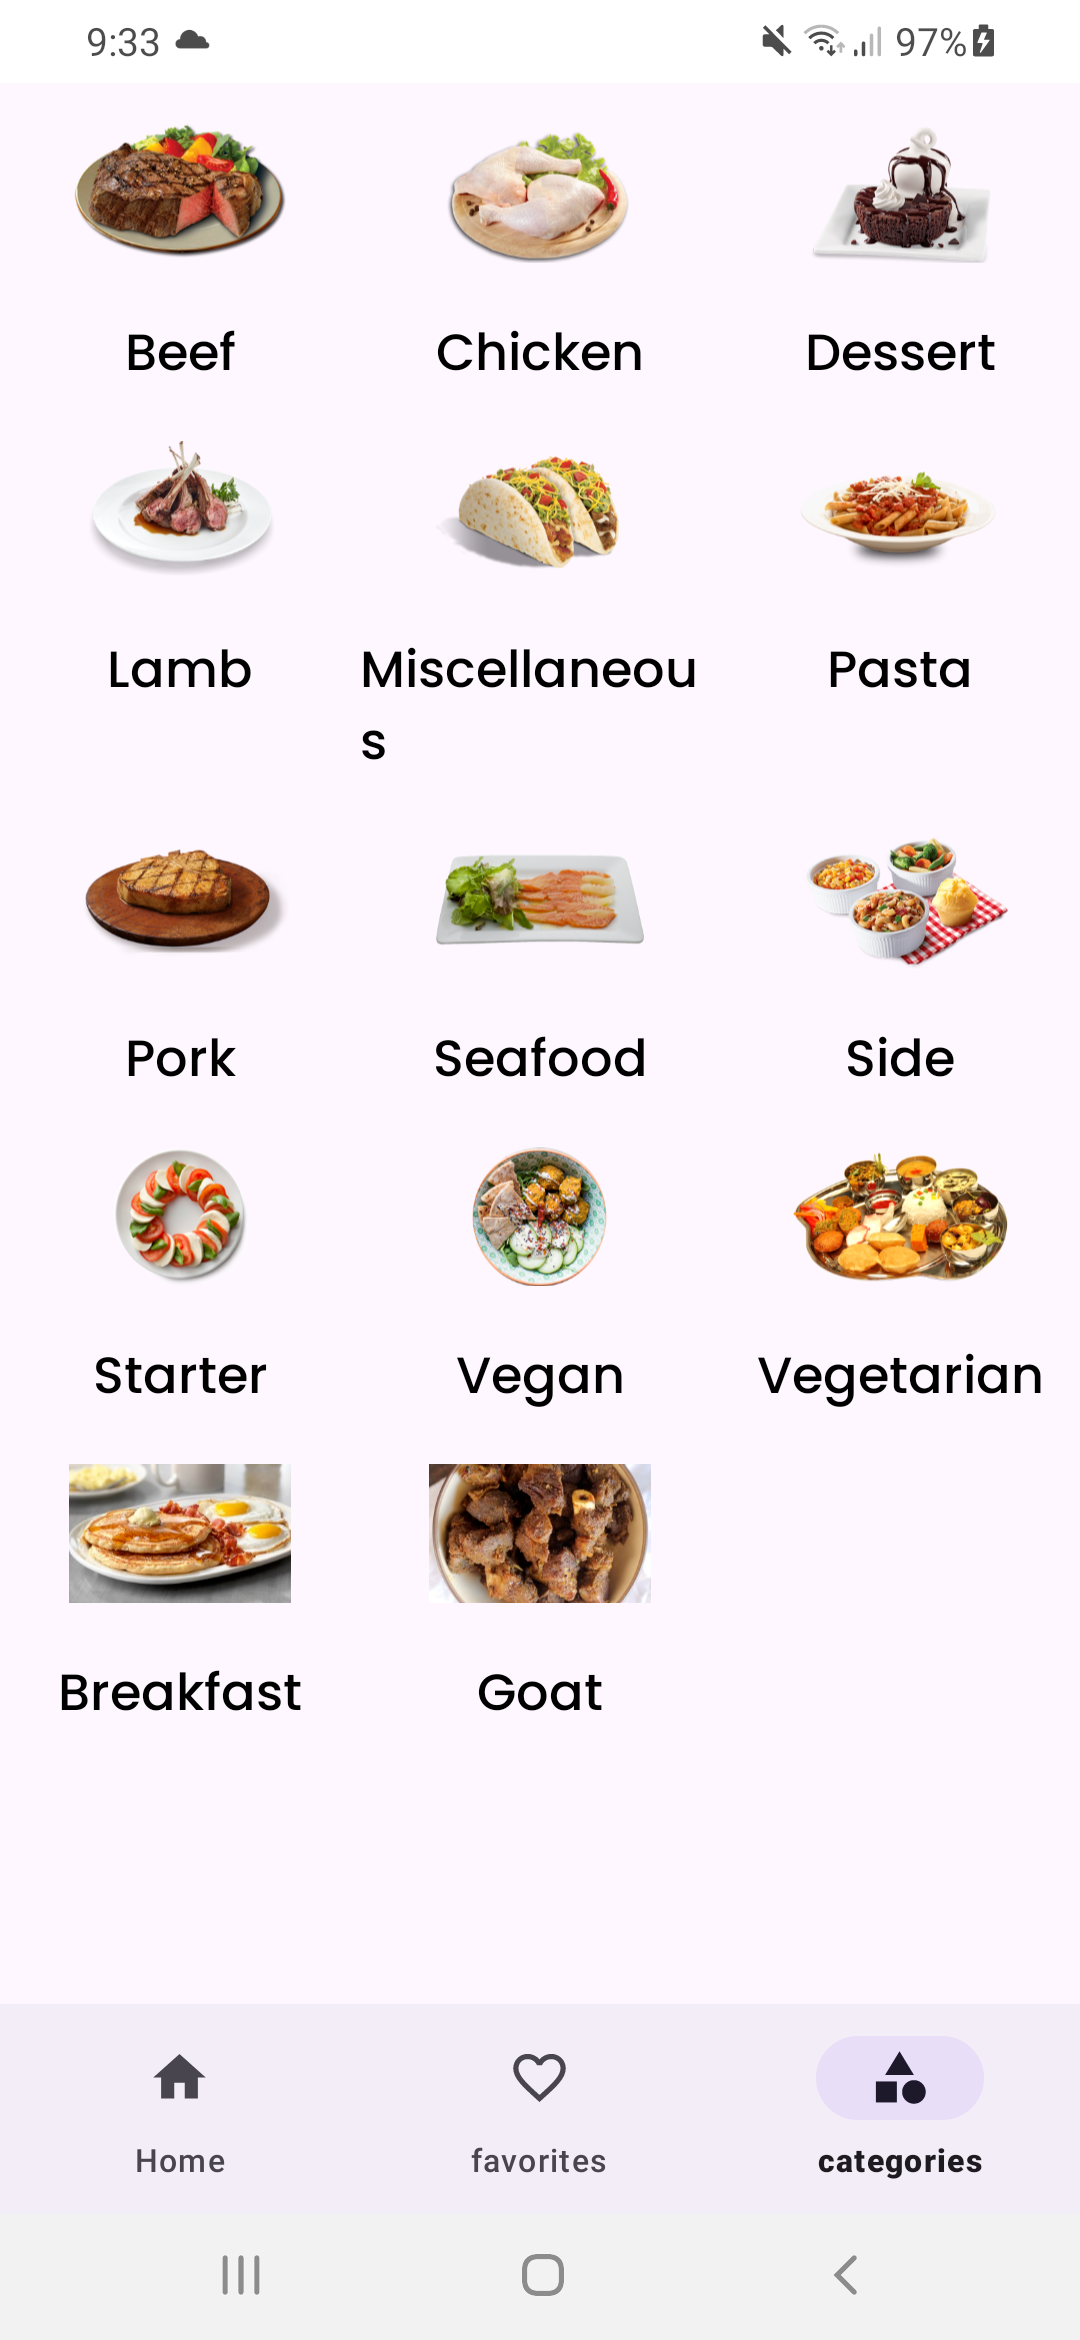 9:33 97%
Beef Chicken Dessert
Lamb Miscellaneou Pasta
s
Pork Seafood Side
Starter Vegan Vegetarian
Breakfast Goat
Home favorites categories